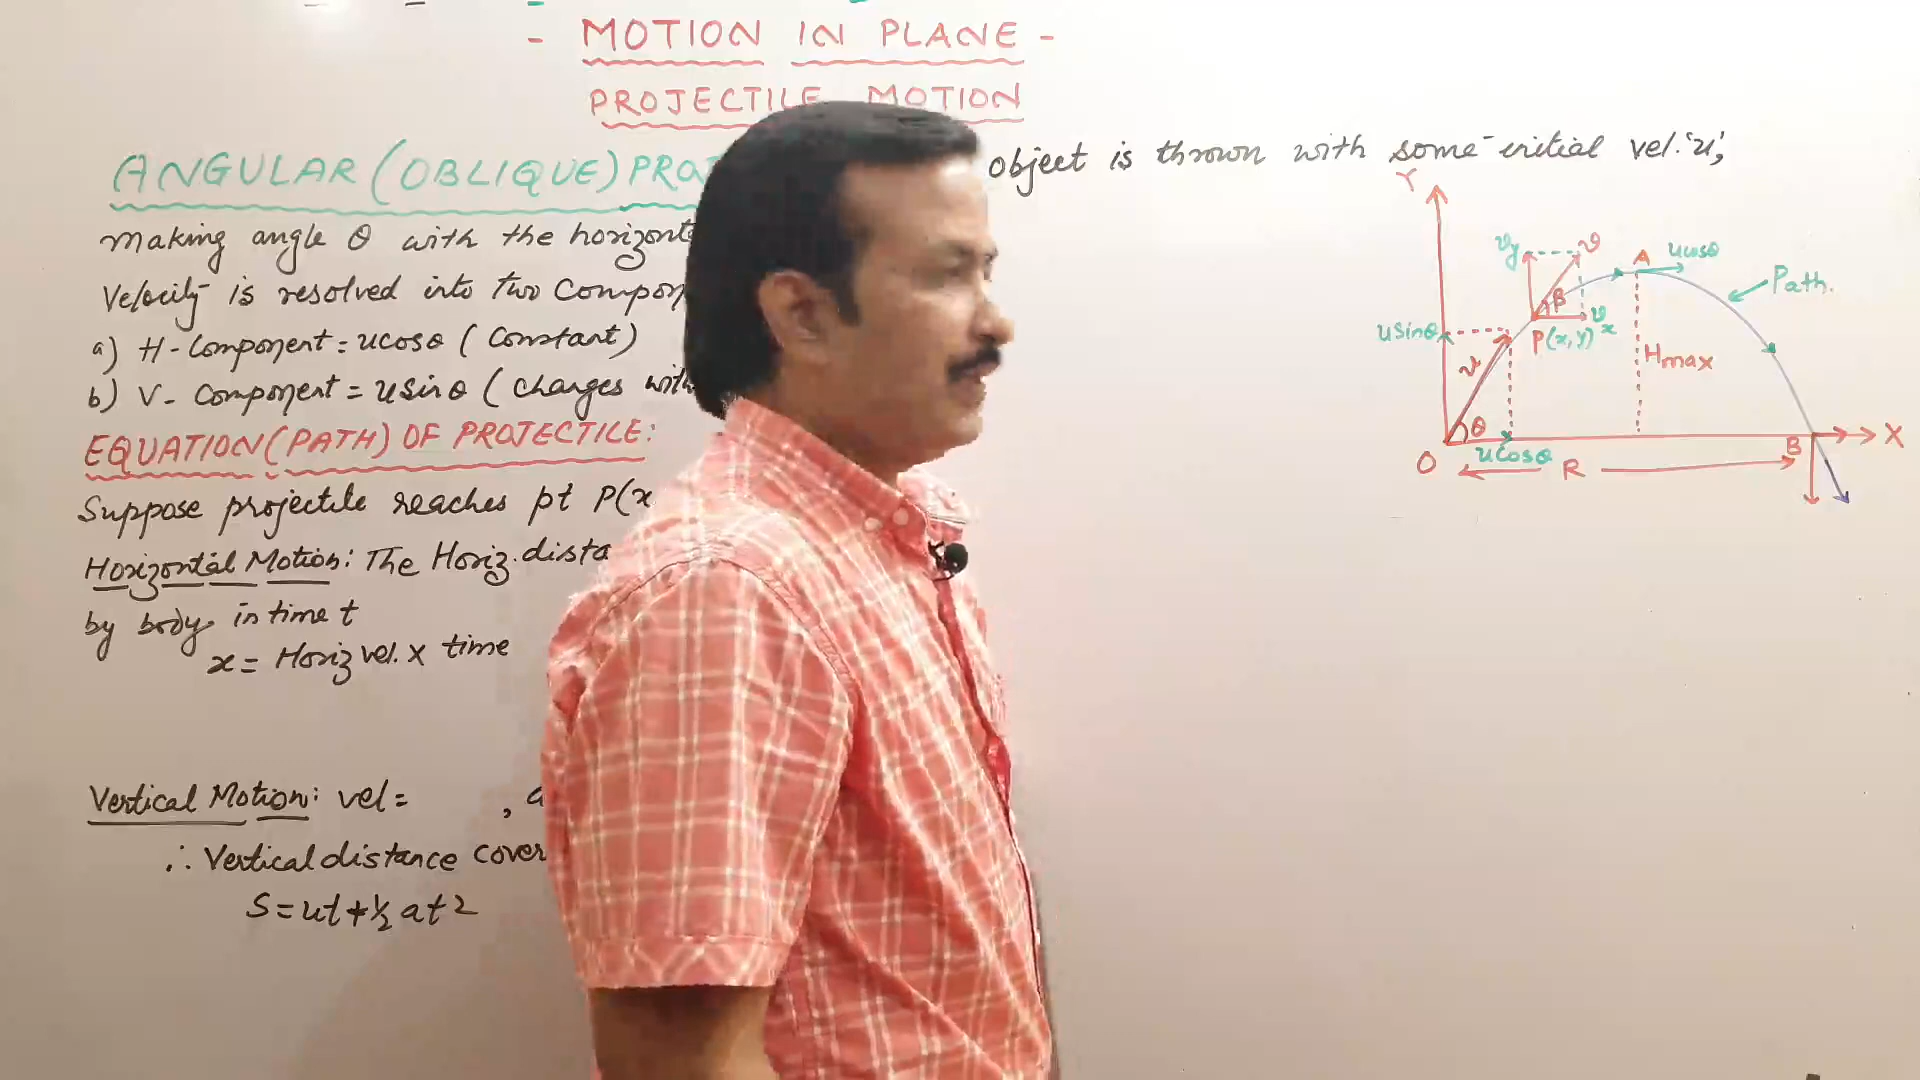 - MOTION IN PLANE -
PROJECTILE MOTION
ANGULAR (OBLIQUE) PROJ
object is thrown with some initial vel. 'u',
making angle θ with the horizont
Velocity is resolved into two Compon
a) H-Component = ucosθ (Constant)
b) V- Component = usinθ ( changes with
EQUATION (PATH) OF PROJECTILE:
Suppose projectile reaches pt P(x
Horizontal Motion: The Horiz. dista
by body in time t
x = Horiz vel. x time
Vertical Motion: vel = , a
∴ Vertical distance cover
S = ut + ½ at2
Y
vy
v
A
ucosθ
Path.
β
vx
usinθ
P(x,y)
Hmax
θ
ucosθ
B
X
O
R